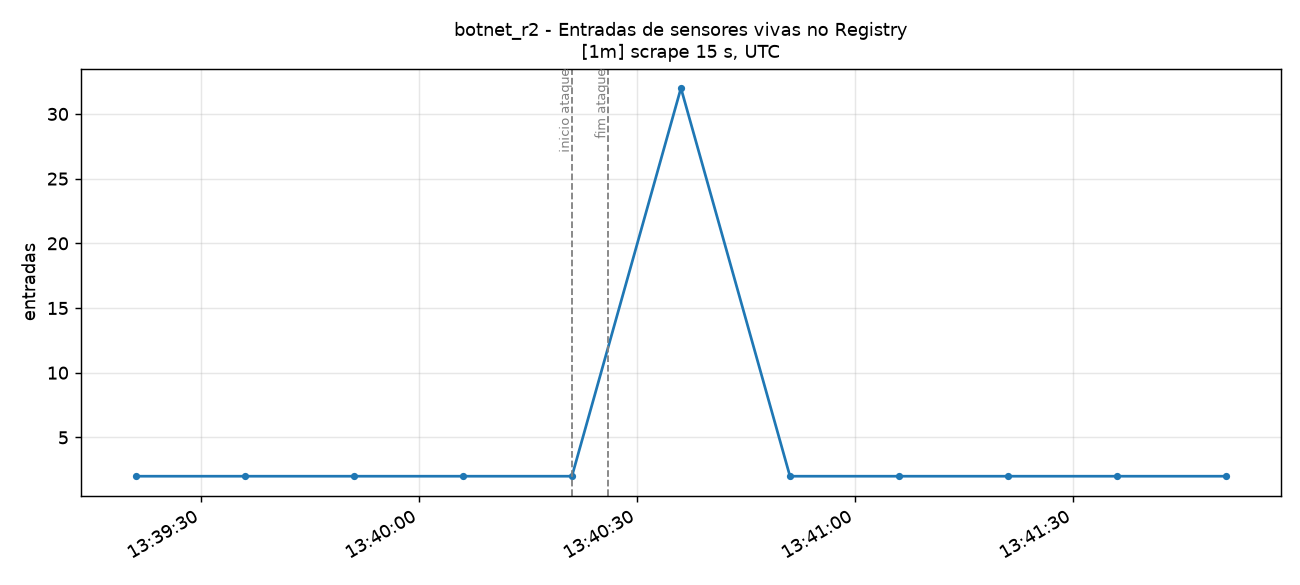 botnet_r2 - Entradas de sensores vivas no Registry
[1m] scrape 15 s, UTC
inicio ataque
fim ataque
entradas
30
25
20
15
10
5
13:39:30
13:40:00
13:40:30
13:41:00
13:41:30